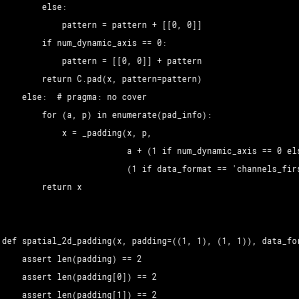 else:
pattern = pattern + [[0, 0]]
if num_dynamic_axis == 0:
pattern = [[0, 0]] + pattern
return C.pad(x, pattern=pattern)
else:  # pragma: no cover
for (a, p) in enumerate(pad_info):
x = _padding(x, p,
a + (1 if num_dynamic_axis == 0 els
(1 if data_format == 'channels_firs
return x
def spatial_2d_padding(x, padding=((1, 1), (1, 1)), data_for
assert len(padding) == 2
assert len(padding[0]) == 2
assert len(padding[1]) == 2